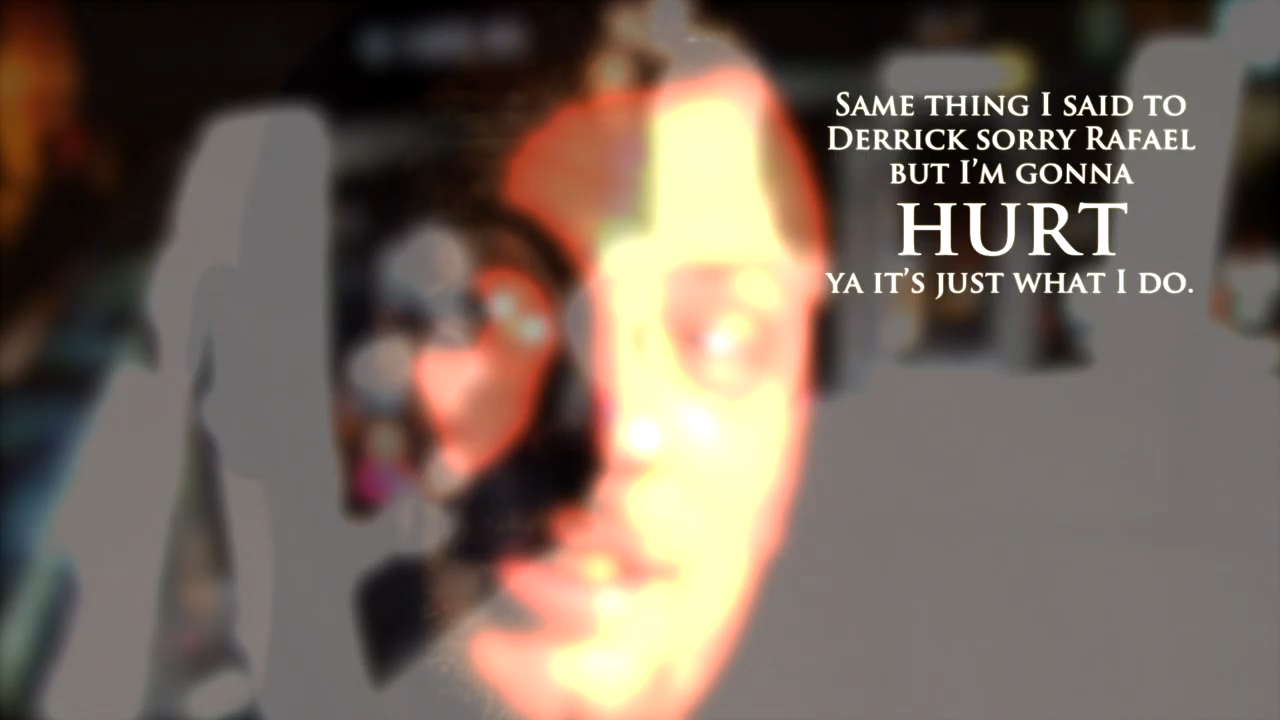 SAME THING I SAID TO
DERRICK SORRY RAFAEL
BUT I'M GONNA
HURT
YA IT'S JUST WHAT I DO.